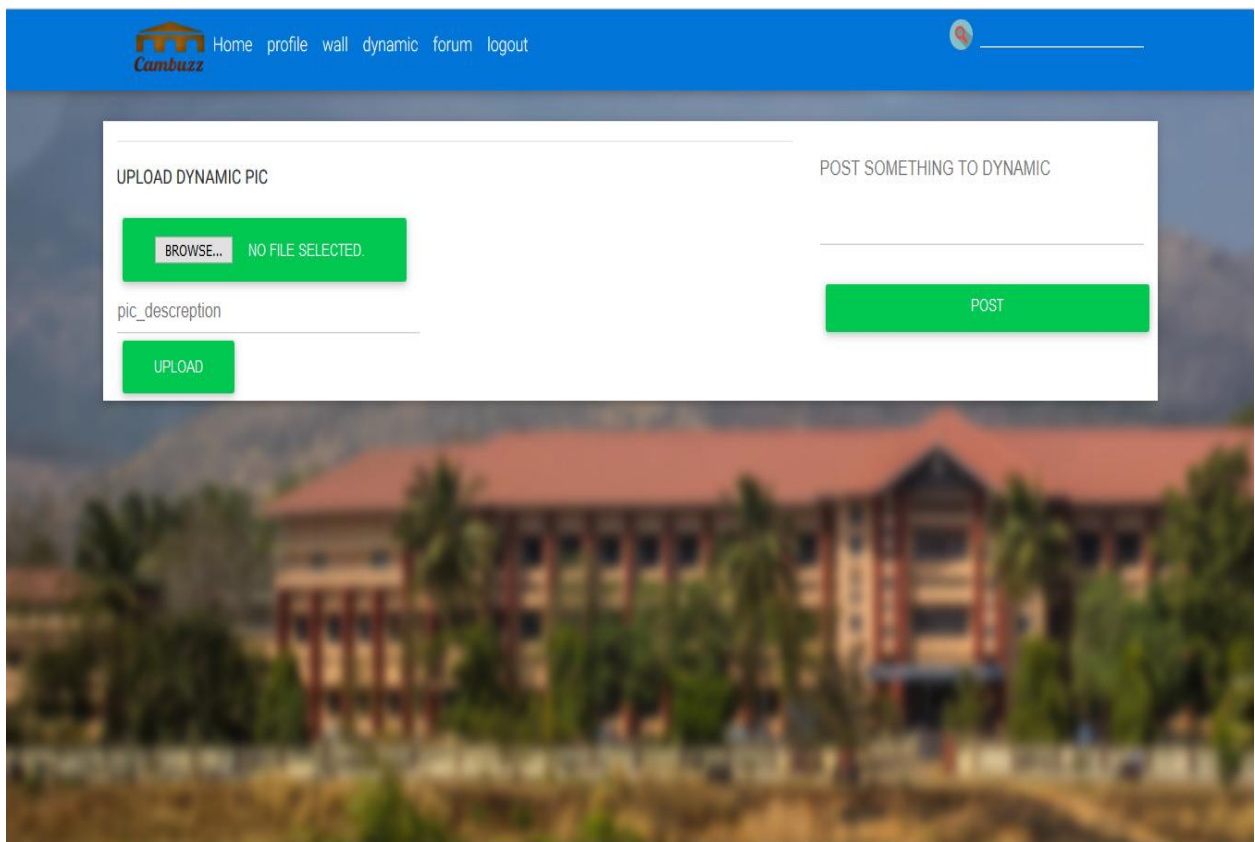 Home profile wall dynamic forum logout
Cambuzz
UPLOAD DYNAMIC PIC
BROWSE... NO FILE SELECTED.
pic_descreption
UPLOAD
POST SOMETHING TO DYNAMIC
POST